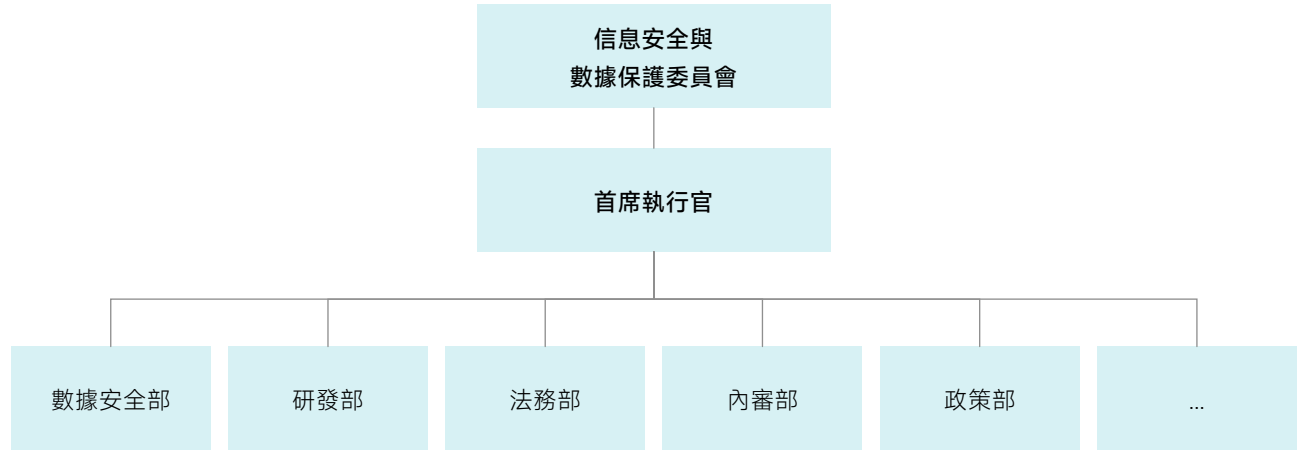 信息安全與
數據保護委員會
首席執行官
數據安全部
研發部
法務部
內審部
政策部
...